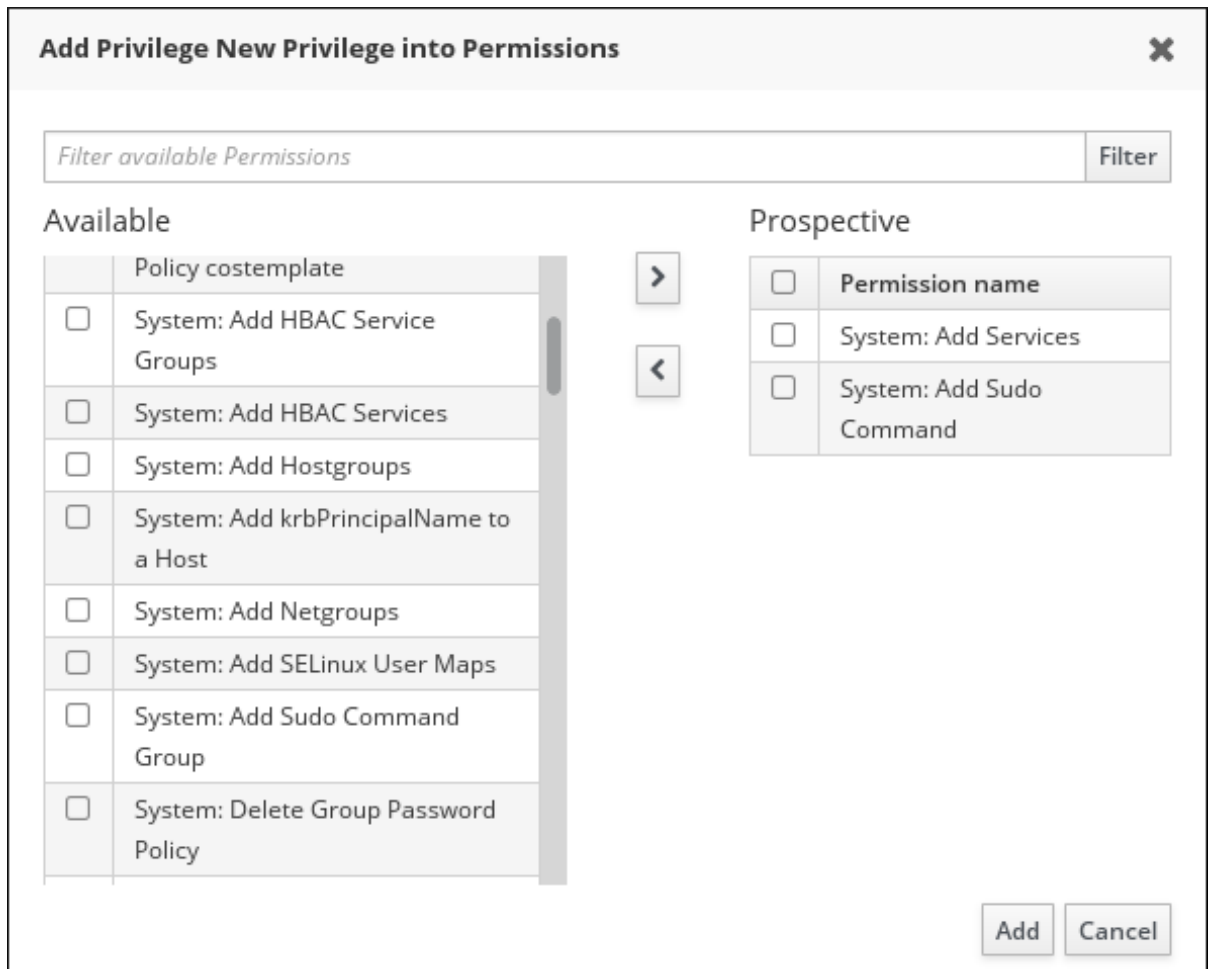 Add Privilege New Privilege into Permissions
Filter available Permissions
Filter
Available
Policy costemplate
System: Add HBAC Service
Groups
System: Add HBAC Services
System: Add Hostgroups
System: Add krbPrincipalName to
a Host
System: Add Netgroups
System: Add SELinux User Maps
System: Add Sudo Command
Group
System: Delete Group Password
Policy
Prospective
Permission name
System: Add Services
System: Add Sudo
Command
Add
Cancel